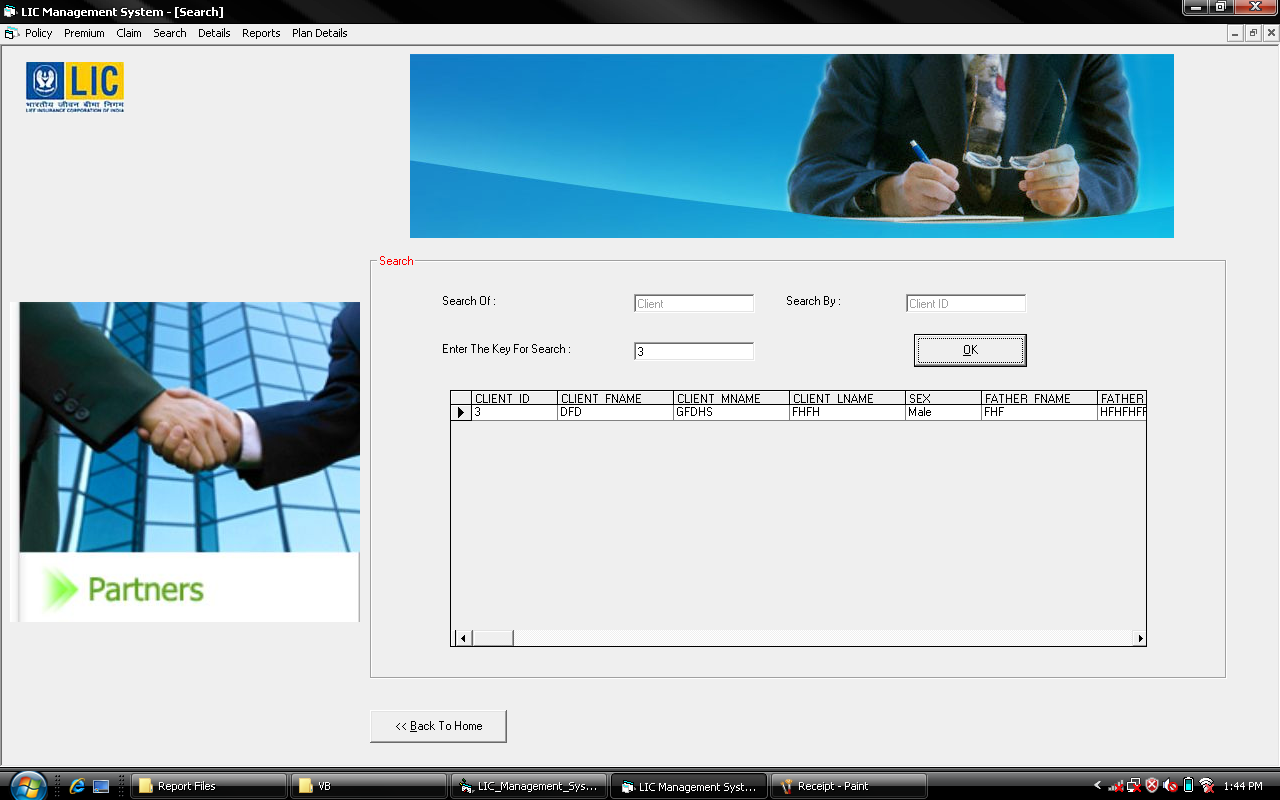 LIC Management System - [Search]
Policy Premium Claim Search Details Reports Plan Details
LIC
भारतीय जीवन बीमा निगम
LIFE INSURANCE CORPORATION OF INDIA
Search
Search Of : Client Search By : Client ID
Enter The Key For Search : 3 OK
CLIENT_ID CLIENT_FNAME CLIENT_MNAME CLIENT_LNAME SEX FATHER_FNAME FATHER
3 DFD GFDHS FHFH Male FHF HFHFHFF
Partners
<< Back To Home
Report Files VB LIC_Management_Sys... LIC Management Syst... Receipt - Paint 1:44 PM